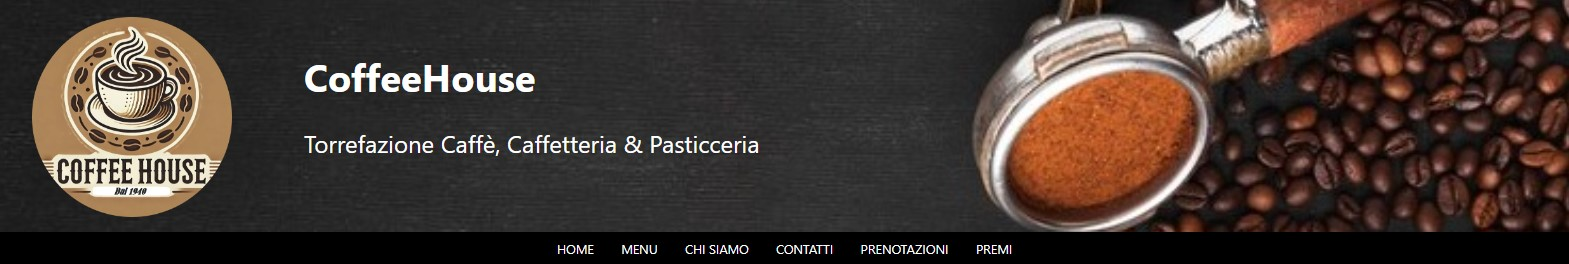 CoffeeHouse
Torrefazione Caffè, Caffetteria & Pasticceria
COFFEE HOUSE
Dal 1940
HOME MENU CHI SIAMO CONTATTI PRENOTAZIONI PREMI